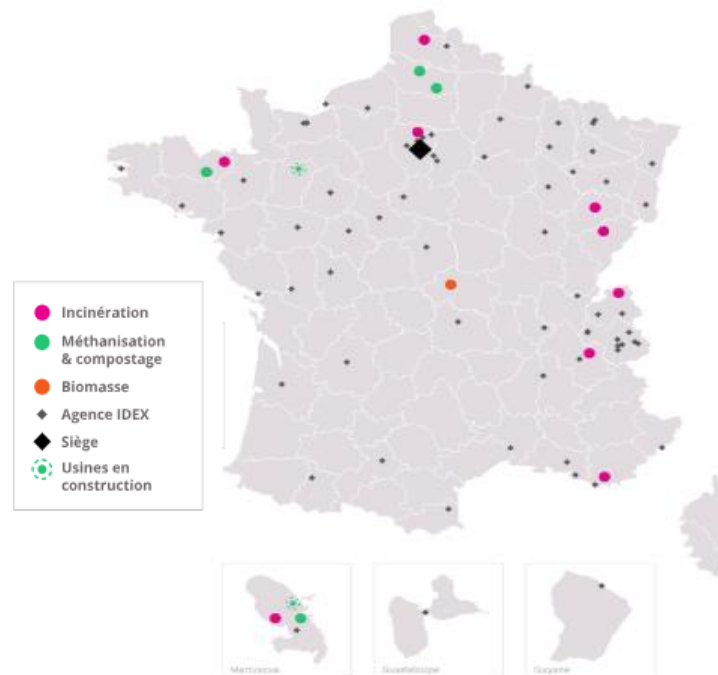 Incinération
Méthanisation
& compostage
Biomasse
Agence IDEX
Siège
Usines en
construction
Martinique
Guadeloupe
Guyane